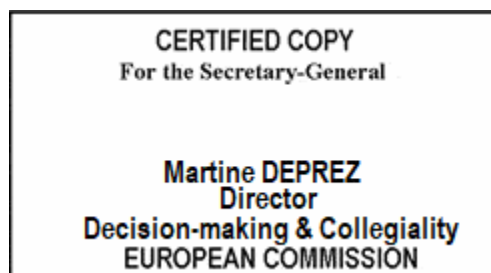 CERTIFIED COPY
For the Secretary-General
Martine DEPREZ
Director
Decision-making & Collegiality
EUROPEAN COMMISSION